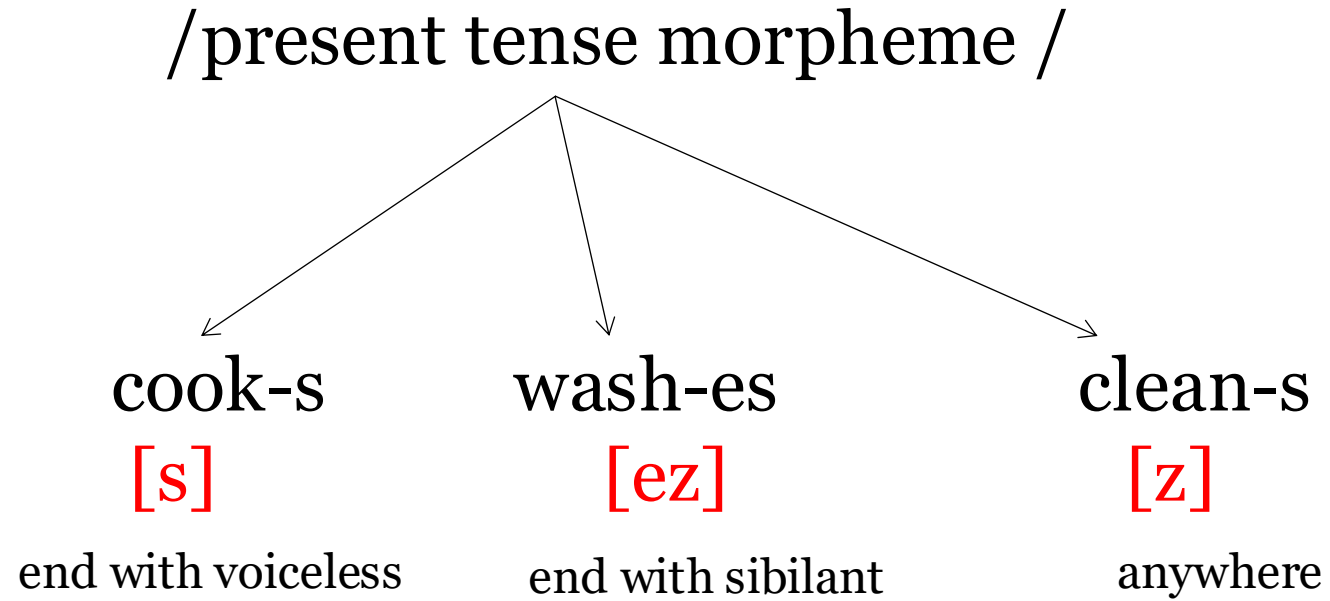 /present tense morpheme /
cook-s wash-es clean-s
[s] [ez] [z]
end with voiceless end with sibilant anywhere